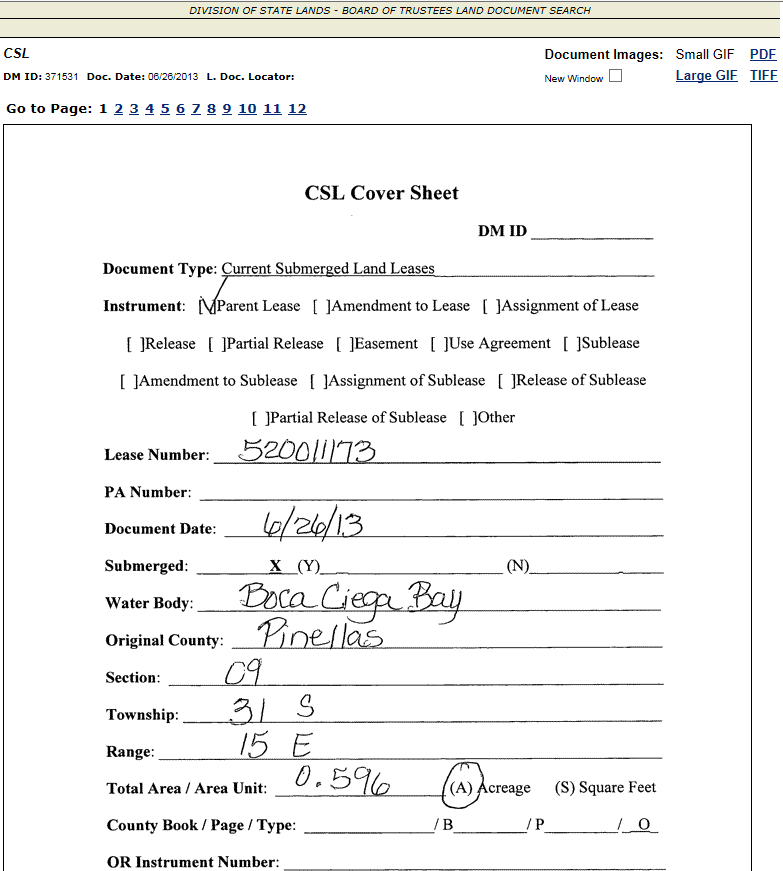 DIVISION OF STATE LANDS - BOARD OF TRUSTEES LAND DOCUMENT SEARCH
CSL
Document Images: Small GIF PDF
DM ID: 371531 Doc. Date: 06/26/2013 L. Doc. Locator:
New Window Large GIF TIFF
Go to Page: 1 2 3 4 5 6 7 8 9 10 11 12
CSL Cover Sheet
DM ID
Document Type: Current Submerged Land Leases
Instrument: [✓]Parent Lease [ ]Amendment to Lease [ ]Assignment of Lease
[ ]Release [ ]Partial Release [ ]Easement [ ]Use Agreement [ ]Sublease
[ ]Amendment to Sublease [ ]Assignment of Sublease [ ]Release of Sublease
[ ]Partial Release of Sublease [ ]Other
Lease Number: 520011173
PA Number:
Document Date: 6/26/13
Submerged: X (Y) (N)
Water Body: Boca Ciega Bay
Original County: Pinellas
Section: 09
Township: 31 S
Range: 15 E
Total Area / Area Unit: 0.596 (A) Acreage (S) Square Feet
County Book / Page / Type: / B / P / O
OR Instrument Number: